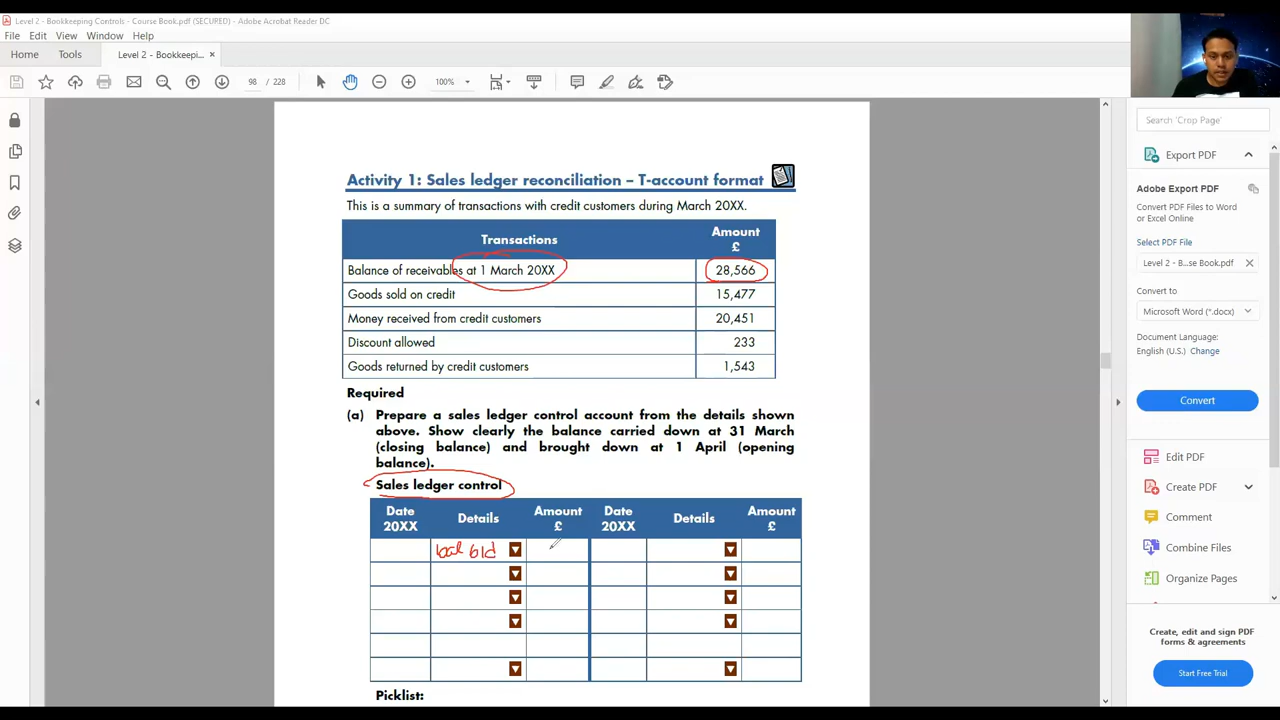 Level 2 - Bookkeeping Controls - Course Book.pdf (SECURED) - Adobe Acrobat Reader DC
File Edit View Window Help
Home Tools Level 2 - Bookkeepi... ×
98 / 228 100%
Activity 1: Sales ledger reconciliation – T-account format
This is a summary of transactions with credit customers during March 20XX.
Transactions Amount £
Balance of receivables at 1 March 20XX 28,566
Goods sold on credit 15,477
Money received from credit customers 20,451
Discount allowed 233
Goods returned by credit customers 1,543
Required
(a) Prepare a sales ledger control account from the details shown
above. Show clearly the balance carried down at 31 March
(closing balance) and brought down at 1 April (opening
balance).
Sales ledger control
Date 20XX Details Amount £ Date 20XX Details Amount £
bal b/d
Picklist:
Search 'Crop Page'
Export PDF
Adobe Export PDF
Convert PDF Files to Word
or Excel Online
Select PDF File
Level 2 - B...se Book.pdf ×
Convert to
Microsoft Word (*.docx)
Document Language:
English (U.S.) Change
Convert
Edit PDF
Create PDF
Comment
Combine Files
Organize Pages
Create, edit and sign PDF
forms & agreements
Start Free Trial